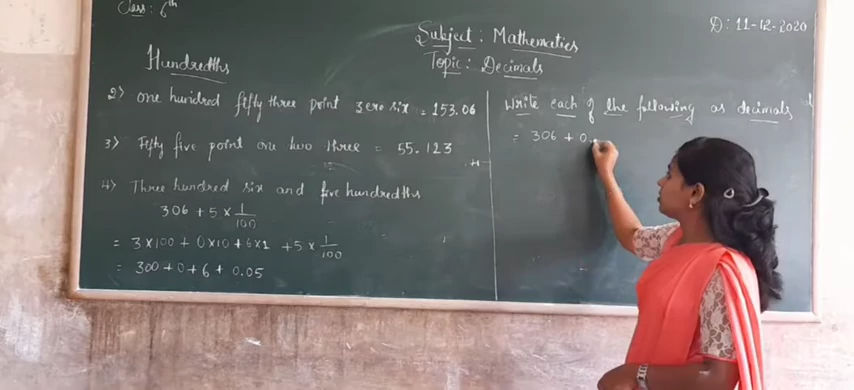 Class: 6th
Subject: Mathematics
Topic: Decimals
D: 11-12-2020
Hundredths
2) one hundred fifty three point zero six = 153.06
3) Fifty five point one two three = 55.123
4) Three hundred six and five hundredths
306 + 5 × 1/100
= 3×100 + 0×10 + 6×1 + 5 × 1/100
= 300 + 0 + 6 + 0.05
Write each of the following as decimals
= 306 + 0.